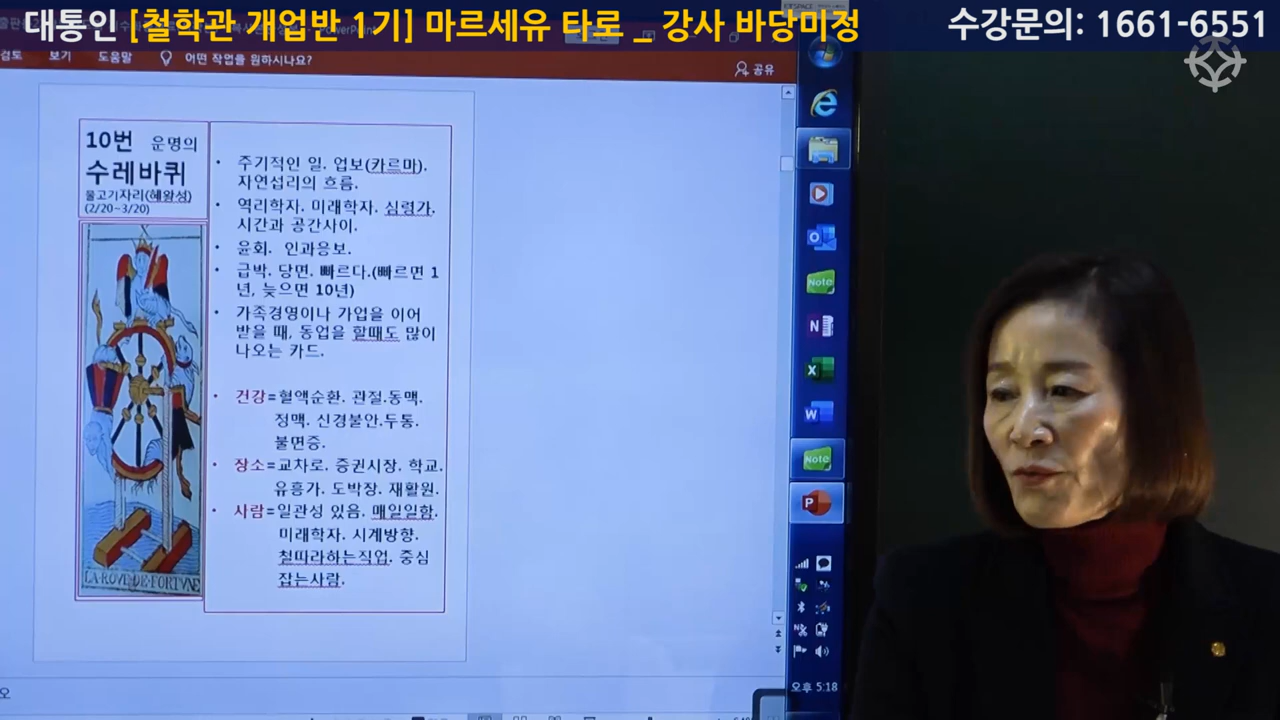 대통인 [철학관 개업반 1기] 마르세유 타로 _ 강사 바당미정
수강문의: 1661-6551
검토 보기 도움말 어떤 작업을 원하시나요?
공유
10번 운명의
수레바퀴
물고기자리(혜왕성)
(2/20~3/20)
• 주기적인 일. 업보(카르마).
자연섭리의 흐름.
• 역리학자. 미래학자. 심령가.
시간과 공간사이.
• 윤회. 인과응보.
• 급박. 당면. 빠르다.(빠르면 1
년, 늦으면 10년)
• 가족경영이나 가업을 이어
받을 때, 동업을 할때도 많이
나오는 카드.
• 건강=혈액순환. 관절.동맥.
정맥. 신경불안.두통.
불면증.
• 장소=교차로. 증권시장. 학교.
유흥가. 도박장. 재활원.
• 사람=일관성 있음. 매일일함.
미래학자. 시계방향.
철따라하는직업. 중심
잡는사람.
LA·ROVE·DE·FORTVNE
Note
N
X
W
Note
P
오후 5:18